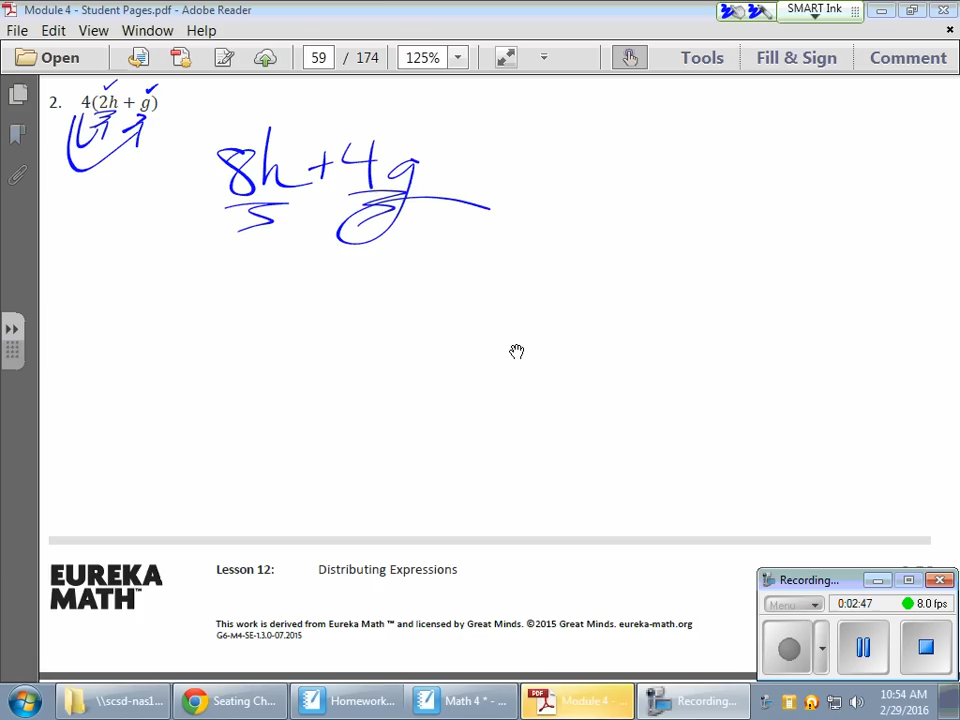 Module 4 - Student Pages.pdf - Adobe Reader
SMART Ink
File Edit View Window Help
Open 59 / 174 125% Tools Fill & Sign Comment
2. 4(2h + g)
8h+4g
EUREKA MATH
Lesson 12: Distributing Expressions
This work is derived from Eureka Math ™ and licensed by Great Minds. ©2015 Great Minds. eureka-math.org
G6-M4-SE-1.3.0-07.2015
Recording...
Menu 0:02:47 8.0 fps
\\scsd-nas1... Seating Ch... Homework... Math 4 * - ... Module 4 - ... Recording...
10:54 AM
2/29/2016